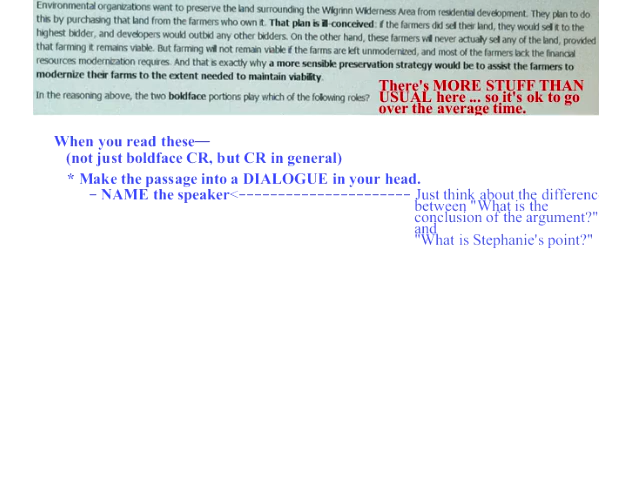 Environmental organizations want to preserve the land surrounding the Wilgrinn Wilderness Area from residential development. They plan to do
this by purchasing that land from the farmers who own it. That plan is ill-conceived: if the farmers did sell their land, they would sell it to the
highest bidder, and developers would outbid any other bidders. On the other hand, these farmers will never actually sell any of the land, provided
that farming it remains viable. But farming will not remain viable if the farms are left unmodernized, and most of the farmers lack the financial
resources modernization requires. And that is exactly why a more sensible preservation strategy would be to assist the farmers to
modernize their farms to the extent needed to maintain viability.
In the reasoning above, the two boldface portions play which of the following roles?
There's MORE STUFF THAN
USUAL here ... so it's ok to go
over the average time.
When you read these—
(not just boldface CR, but CR in general)
* Make the passage into a DIALOGUE in your head.
– NAME the speaker<----------------------
Just think about the differenc
between "What is the
conclusion of the argument?"
and
"What is Stephanie's point?"